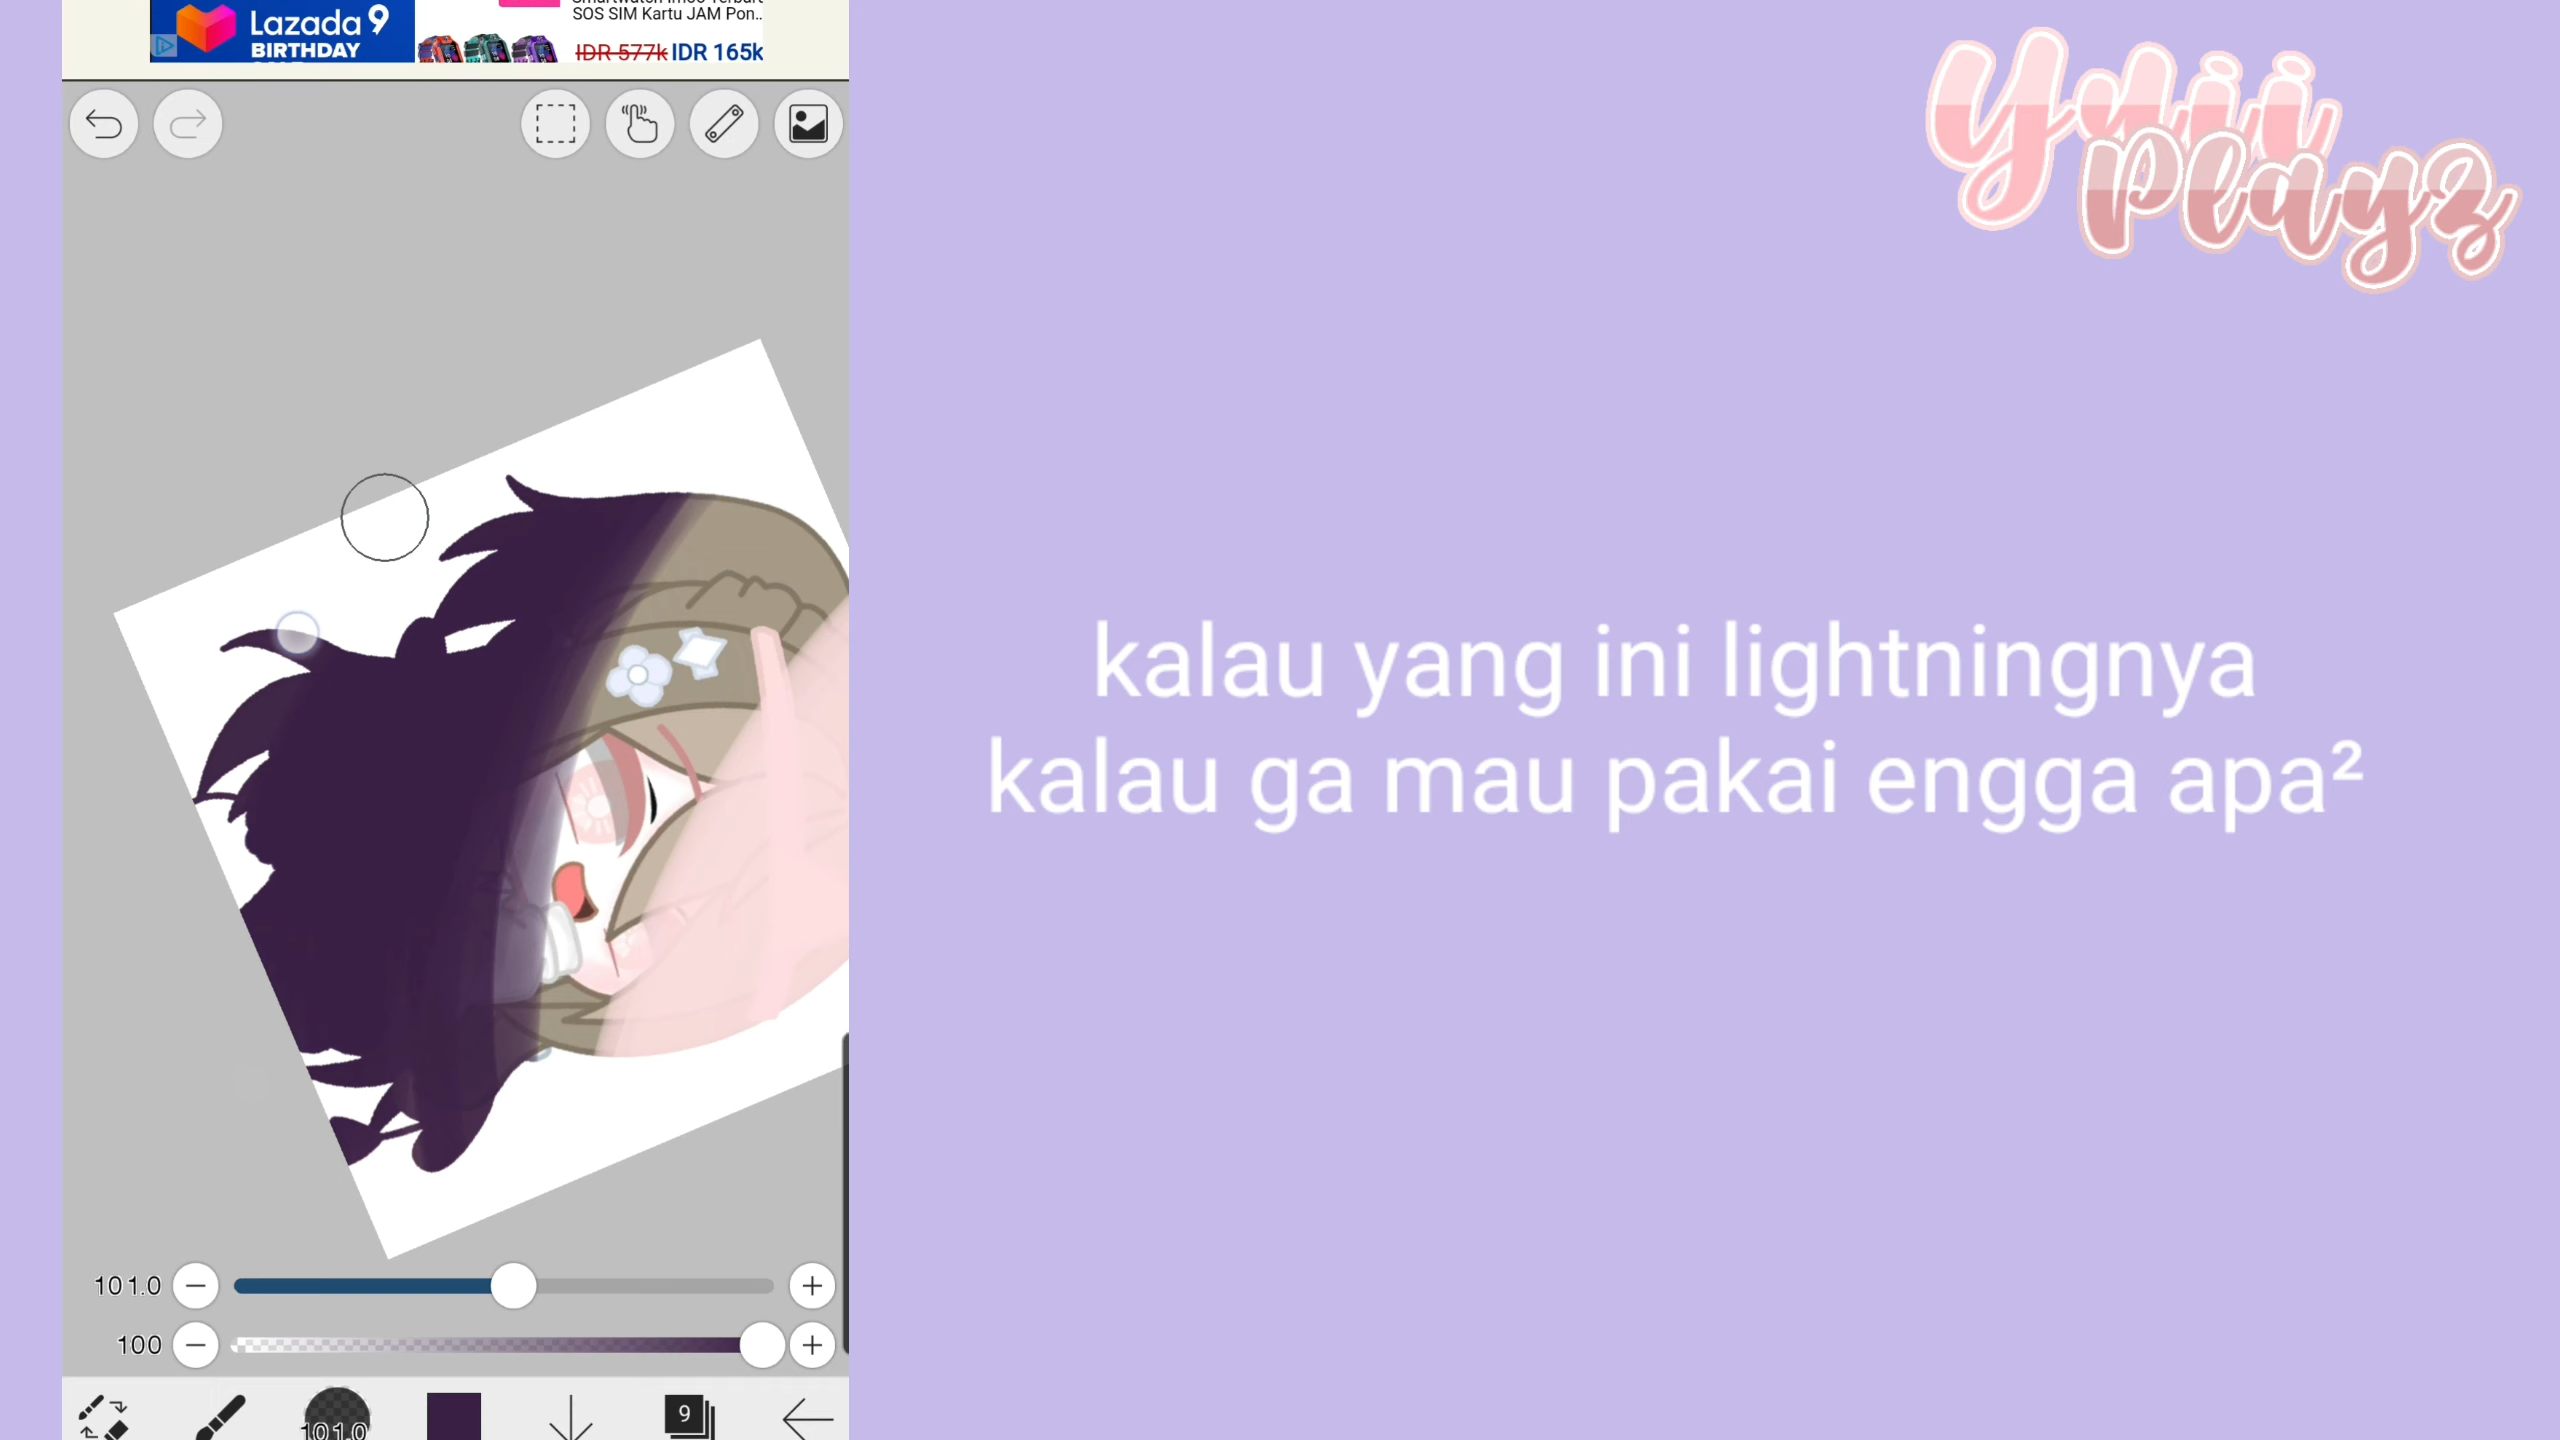 Lazada 9
BIRTHDAY
SOS SIM Kartu JAM Pon..
IDR 577k IDR 165k
Yuii
playz
kalau yang ini lightningnya
kalau ga mau pakai engga apa²
101.0
100
101.0
9